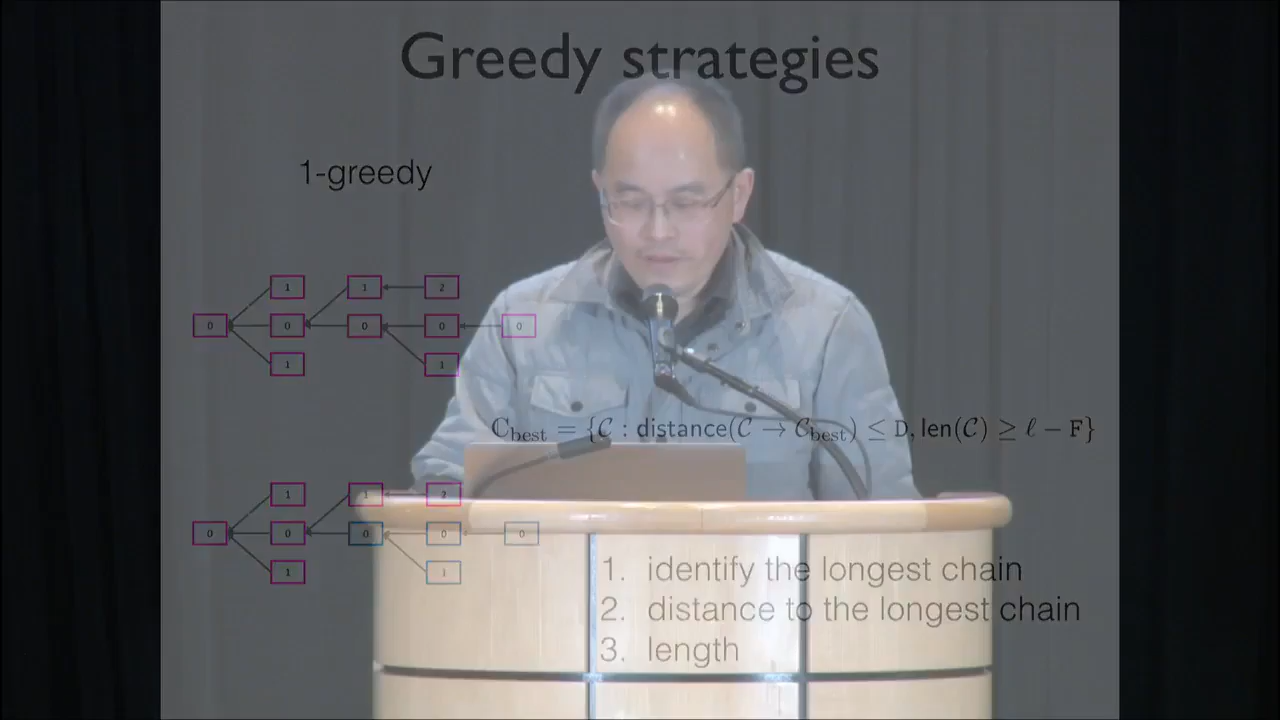 Greedy strategies
1-greedy
1 1 2
0 0 0 0 0
1 1
ℂbest = {𝒞 : distance(𝒞 → 𝒞best) ≤ D, len(𝒞) ≥ ℓ − F}
1 1 2
0 0 0 0 0
1 1
1. identify the longest chain
2. distance to the longest chain
3. length